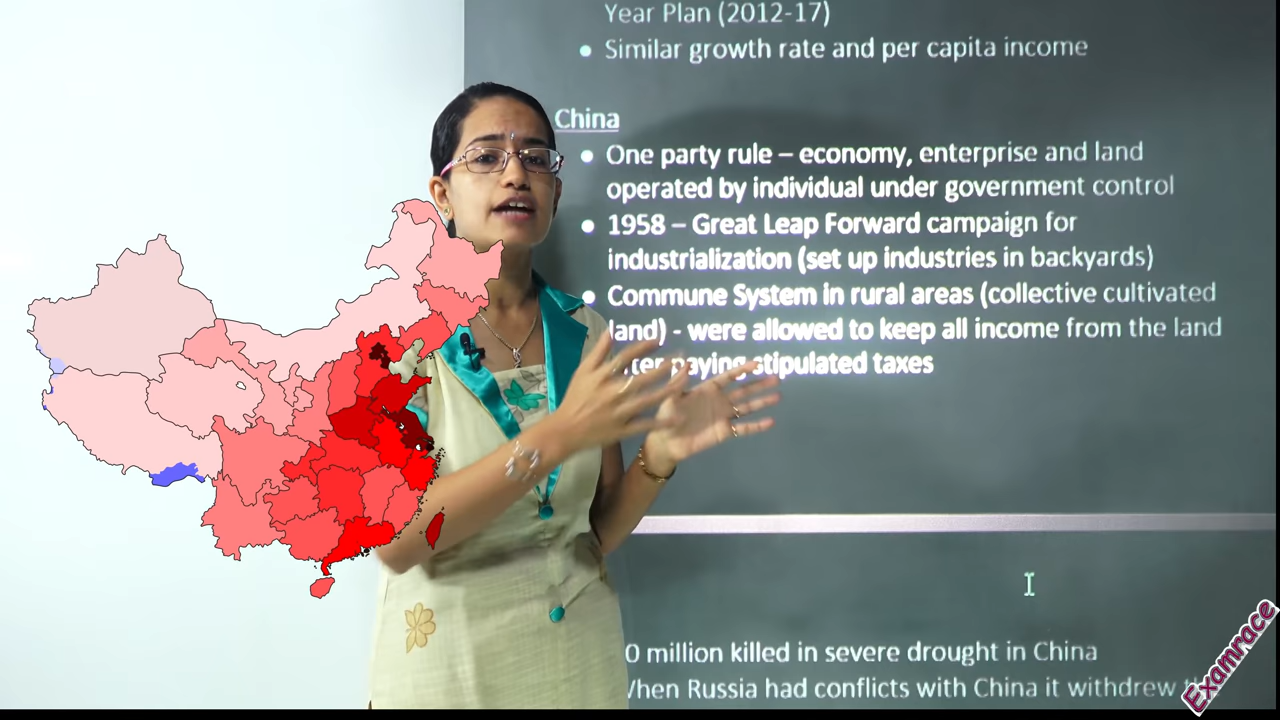 Year Plan (2012-17)
• Similar growth rate and per capita income
China
• One party rule – economy, enterprise and land
operated by individual under government control
• 1958 – Great Leap Forward campaign for
industrialization (set up industries in backyards)
• Commune System in rural areas (collective cultivated
land) - were allowed to keep all income from the land
paying stipulated taxes
0 million killed in severe drought in China
Russia had conflicts with China it withdrew
Examrace